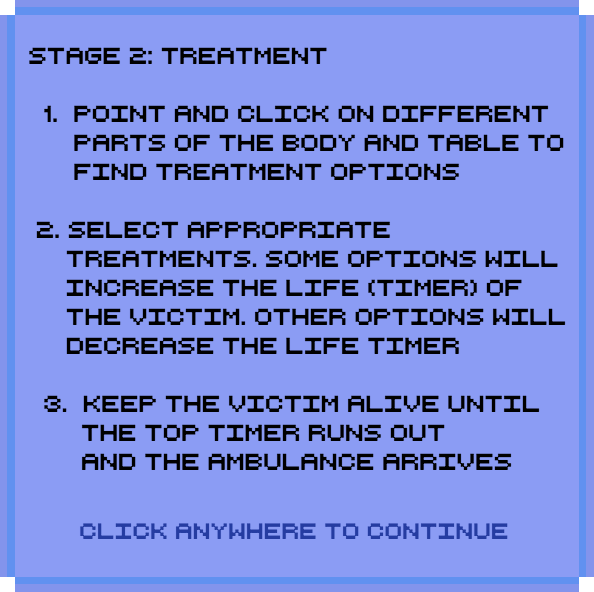 STAGE 2: TREATMENT
1. POINT AND CLICK ON DIFFERENT
PARTS OF THE BODY AND TABLE TO
FIND TREATMENT OPTIONS
2. SELECT APPROPRIATE
TREATMENTS. SOME OPTIONS WILL
INCREASE THE LIFE (TIMER) OF
THE VICTIM. OTHER OPTIONS WILL
DECREASE THE LIFE TIMER
3. KEEP THE VICTIM ALIVE UNTIL
THE TOP TIMER RUNS OUT
AND THE AMBULANCE ARRIVES
CLICK ANYWHERE TO CONTINUE